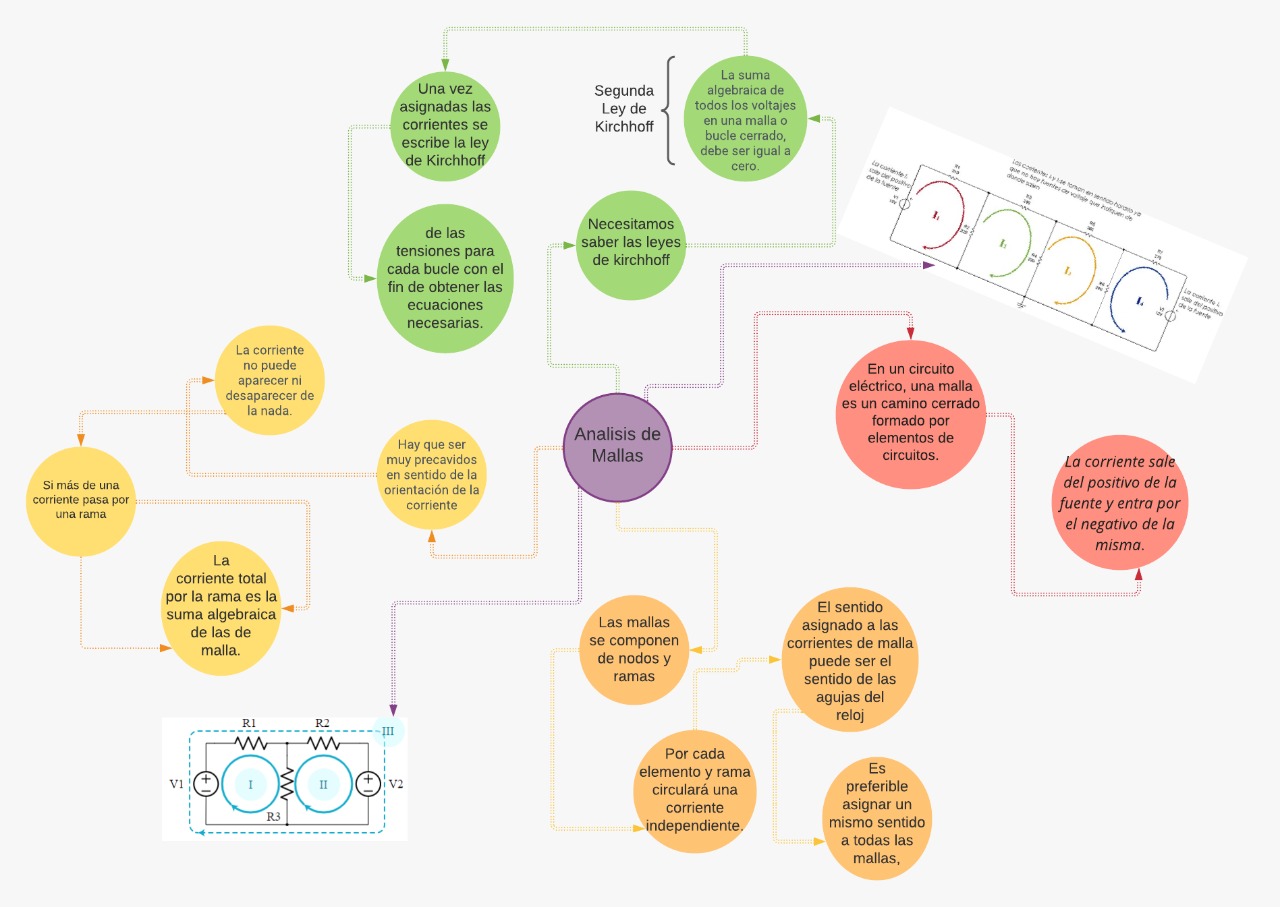 Una vez
asignadas las
corrientes se
escribe la ley
de Kirchhoff
Segunda
Ley de
Kirchhoff
La suma
algebraica de
todos los voltajes
en una malla o
bucle cerrado,
debe ser igual a
cero.
de las
tensiones para
cada bucle con el
fin de obtener las
ecuaciones
necesarias.
Necesitamos
saber las leyes
de kirchhoff
La corriente I₁
sale del positivo
de la fuente
Las corrientes I₂ y I₃ se toman en sentido horario ya
que no hay fuentes de voltaje que indiquen de
donde salen
I₁
I₂
I₃
I₄
La corriente I₄
sale del positivo
de la fuente
La corriente
no puede
aparecer ni
desaparecer de
la nada.
Hay que ser
muy precavidos
en sentido de la
orientación de la
corriente
Analisis de
Mallas
En un circuito
eléctrico, una malla
es un camino cerrado
formado por
elementos de
circuitos.
La corriente sale
del positivo de la
fuente y entra por
el negativo de la
misma.
Si más de una
corriente pasa por
una rama
La
corriente total
por la rama es la
suma algebraica
de las de
malla.
Las mallas
se componen
de nodos y
ramas
El sentido
asignado a las
corrientes de malla
puede ser el
sentido de las
agujas del
reloj
Por cada
elemento y rama
circulará una
corriente
independiente.
Es
preferible
asignar un
mismo sentido
a todas las
mallas,
R1 R2 III
V1 I II V2
R3